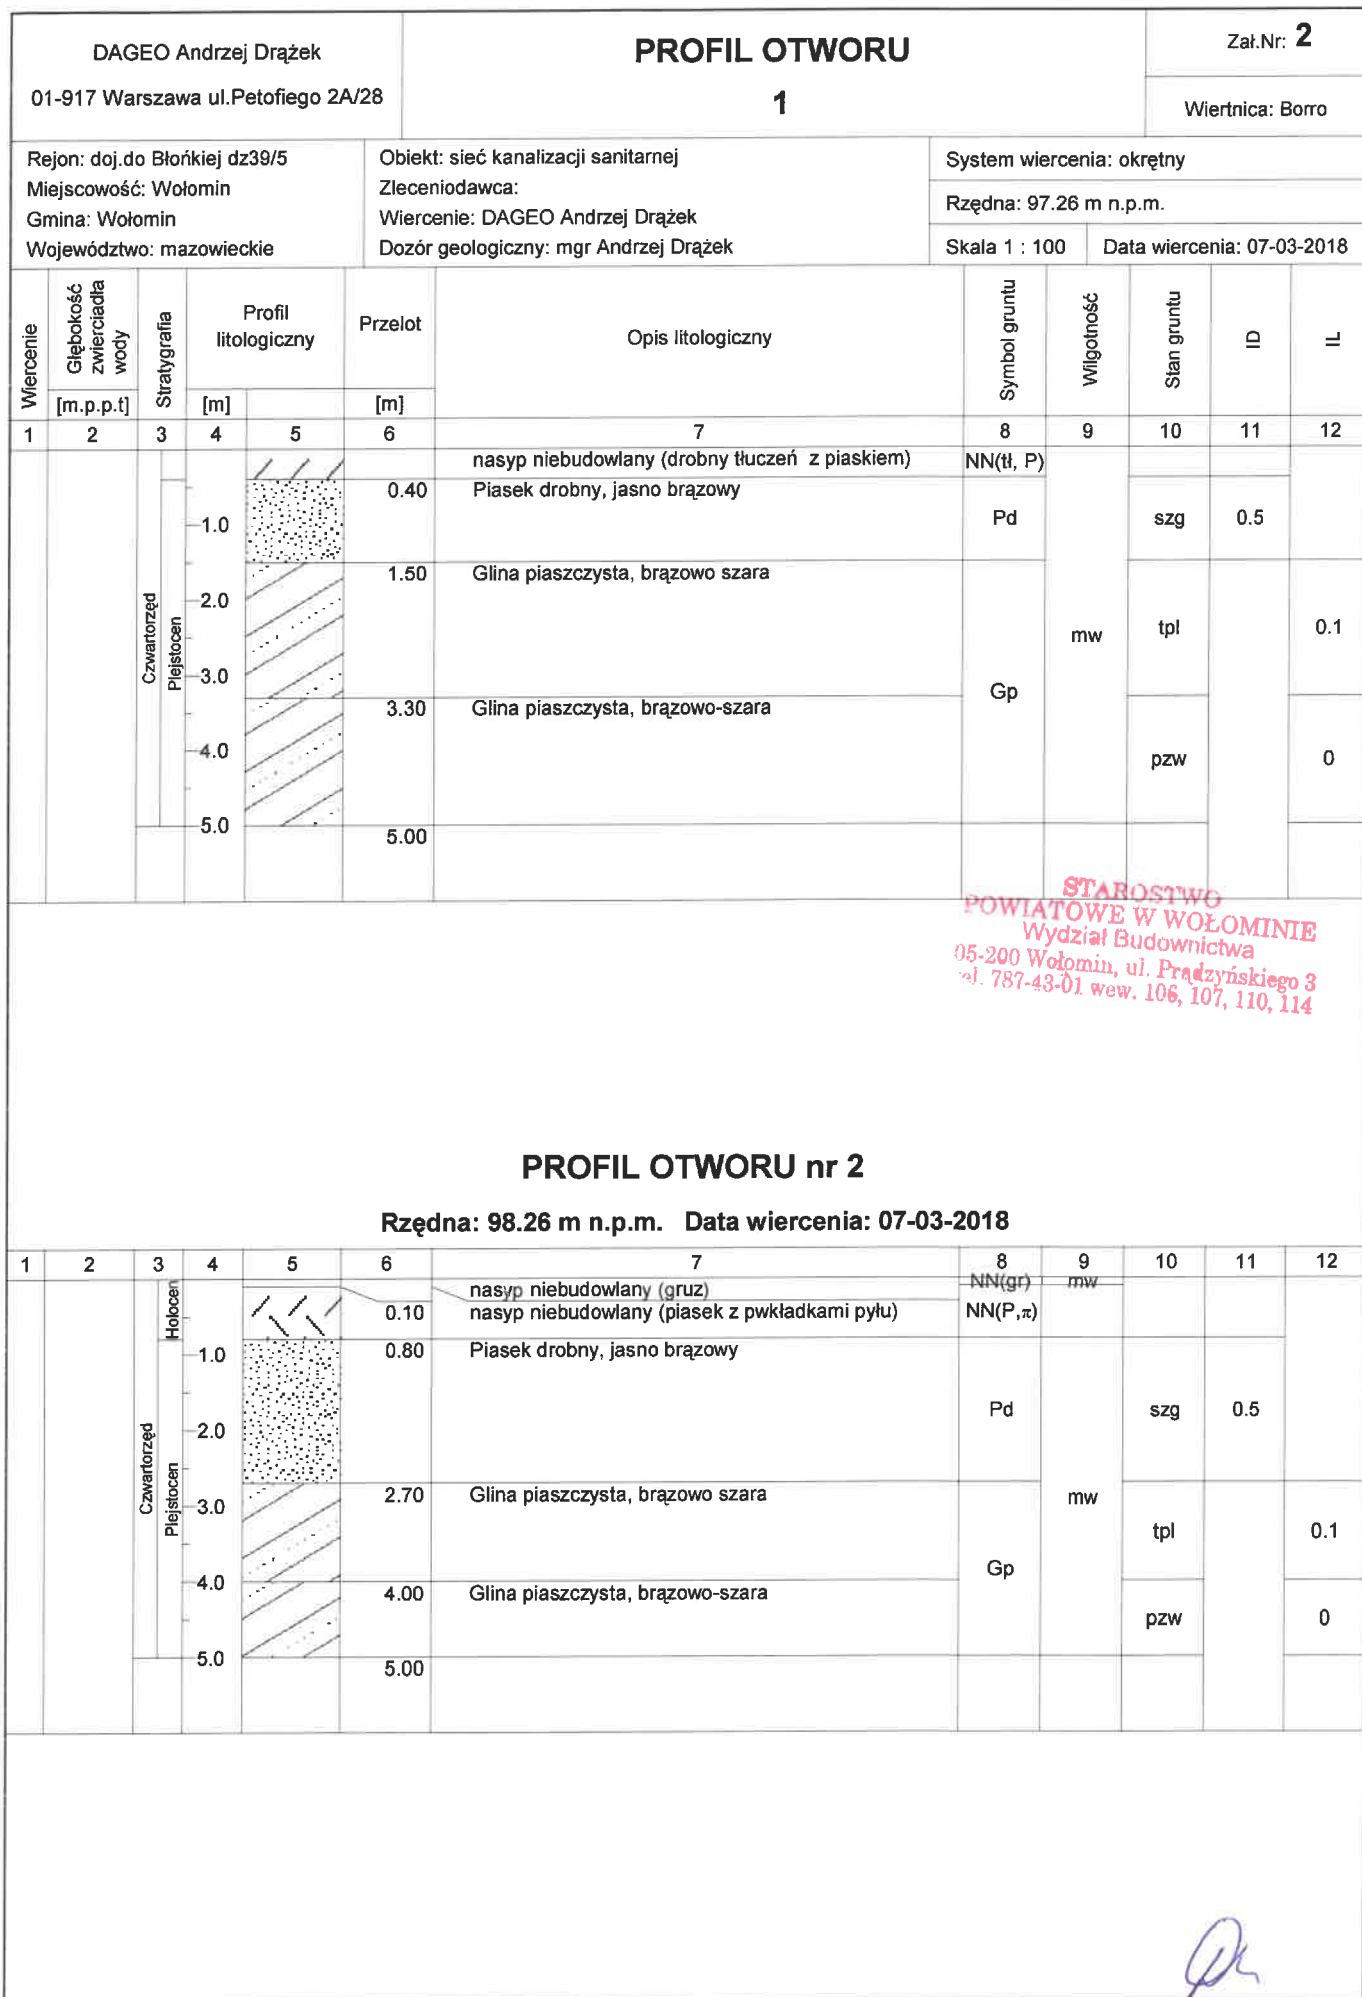 DAGEO Andrzej Drążek
01-917 Warszawa ul.Petofiego 2A/28
PROFIL OTWORU
1
Zał.Nr: 2
Wiertnica: Borro
Rejon: doj.do Błońkiej dz39/5
Miejscowość: Wołomin
Gmina: Wołomin
Województwo: mazowieckie
Obiekt: sieć kanalizacji sanitarnej
Zleceniodawca:
Wiercenie: DAGEO Andrzej Drążek
Dozór geologiczny: mgr Andrzej Drążek
System wiercenia: okrętny
Rzędna: 97.26 m n.p.m.
Skala 1 : 100 Data wiercenia: 07-03-2018
Wiercenie
Głębokość
zwierciadła
wody
[m.p.p.t]
Stratygrafia
Profil
litologiczny
[m]
Przelot
[m]
Opis litologiczny
Symbol gruntu
Wilgotność
Stan gruntu
ID
IL
1 2 3 4 5 6 7 8 9 10 11 12
nasyp niebudowlany (drobny tłuczeń z piaskiem) NN(tł, P)
0.40 Piasek drobny, jasno brązowy
1.0 Pd szg 0.5
1.50 Glina piaszczysta, brązowo szara
2.0
Czwartorzęd
Plejstocen
mw tpl 0.1
3.0
Gp
3.30 Glina piaszczysta, brązowo-szara
4.0 pzw 0
5.0
5.00
STAROSTWO
POWIATOWE W WOŁOMINIE
Wydział Budownictwa
05-200 Wołomin, ul. Prądzyńskiego 3
tel. 787-43-01 wew. 106, 107, 110, 114
PROFIL OTWORU nr 2
Rzędna: 98.26 m n.p.m. Data wiercenia: 07-03-2018
1 2 3 4 5 6 7 8 9 10 11 12
Holocen
nasyp niebudowlany (gruz) NN(gr) mw
0.10 nasyp niebudowlany (piasek z pwkładkami pyłu) NN(P,π)
1.0 0.80 Piasek drobny, jasno brązowy
Pd szg 0.5
2.0
Czwartorzęd
Plejstocen
2.70 Glina piaszczysta, brązowo szara
3.0 mw
tpl 0.1
Gp
4.0
4.00 Glina piaszczysta, brązowo-szara
pzw 0
5.0
5.00